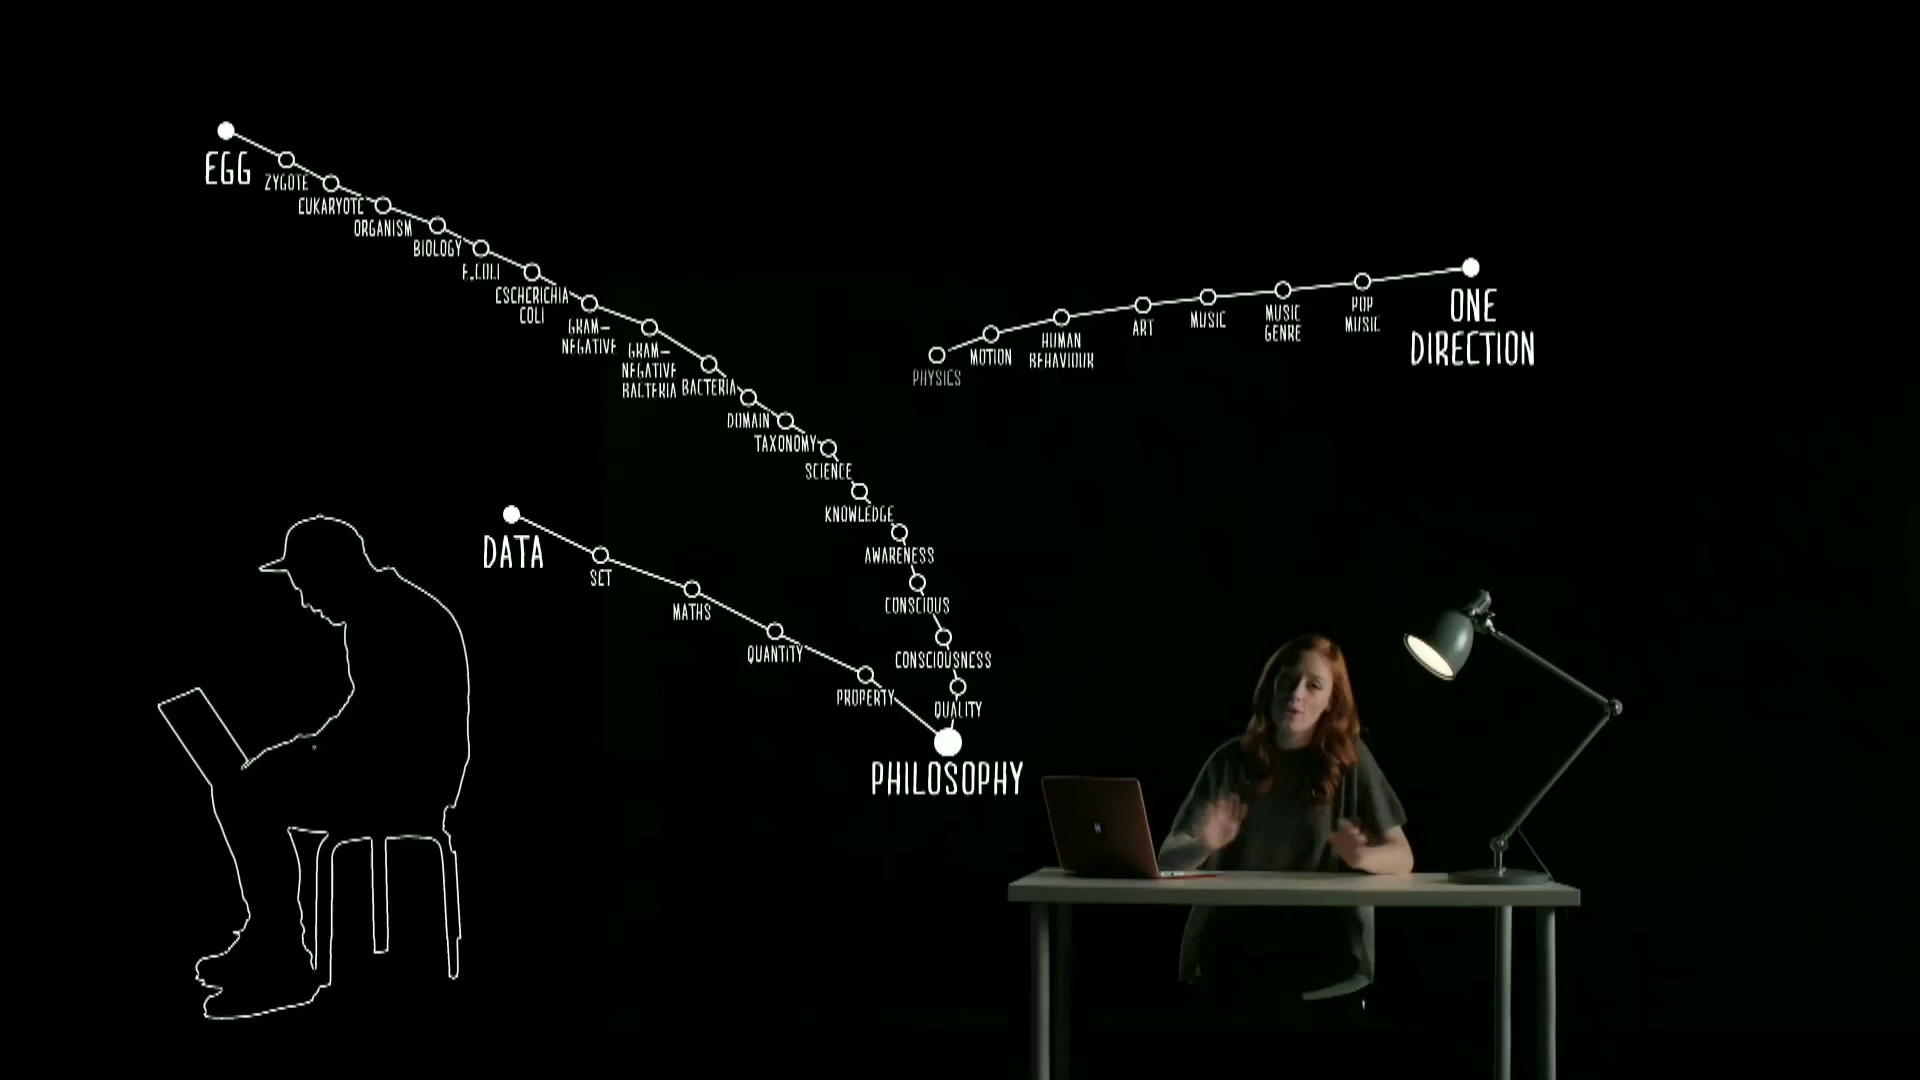 EGG
ZYGOTE
EUKARYOTE
ORGANISM
BIOLOGY
E.COLI
ESCHERICHIA
COLI
GRAM-
NEGATIVE
GRAM-
NEGATIVE
BACTERIA
BACTERIA
DOMAIN
TAXONOMY
SCIENCE
KNOWLEDGE
AWARENESS
CONSCIOUS
CONSCIOUSNESS
QUALITY
PHILOSOPHY
DATA
SET
MATHS
QUANTITY
PROPERTY
PHYSICS
MOTION
HUMAN
BEHAVIOUR
ART
MUSIC
MUSIC
GENRE
POP
MUSIC
ONE
DIRECTION